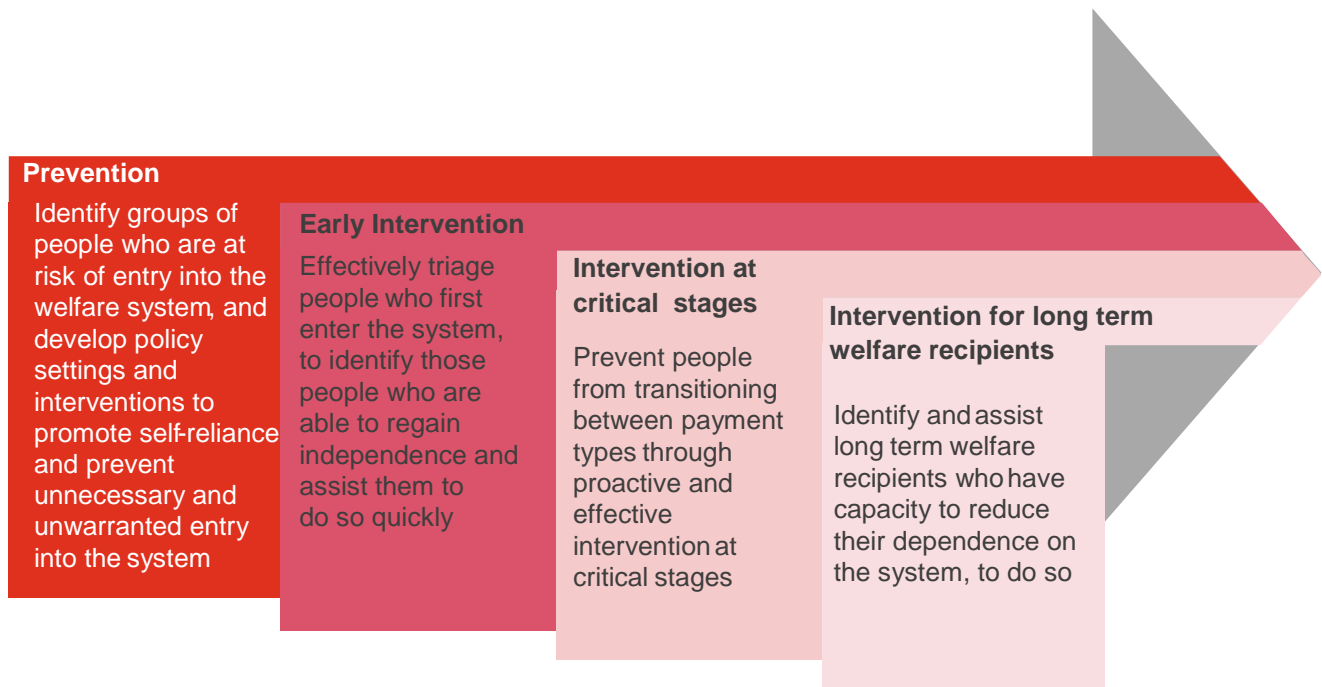 Prevention
Identify groups of
people who are at
risk of entry into the
welfare system, and
develop policy
settings and
interventions to
promote self-reliance
and prevent
unnecessary and
unwarranted entry
into the system
Early Intervention
Effectively triage
people who first
enter the system,
to identify those
people who are
able to regain
independence and
assist them to
do so quickly
Intervention at
critical stages
Prevent people
from transitioning
between payment
types through
proactive and
effective
intervention at
critical stages
Intervention for long term
welfare recipients
Identify and assist
long term welfare
recipients who have
capacity to reduce
their dependence on
the system, to do so